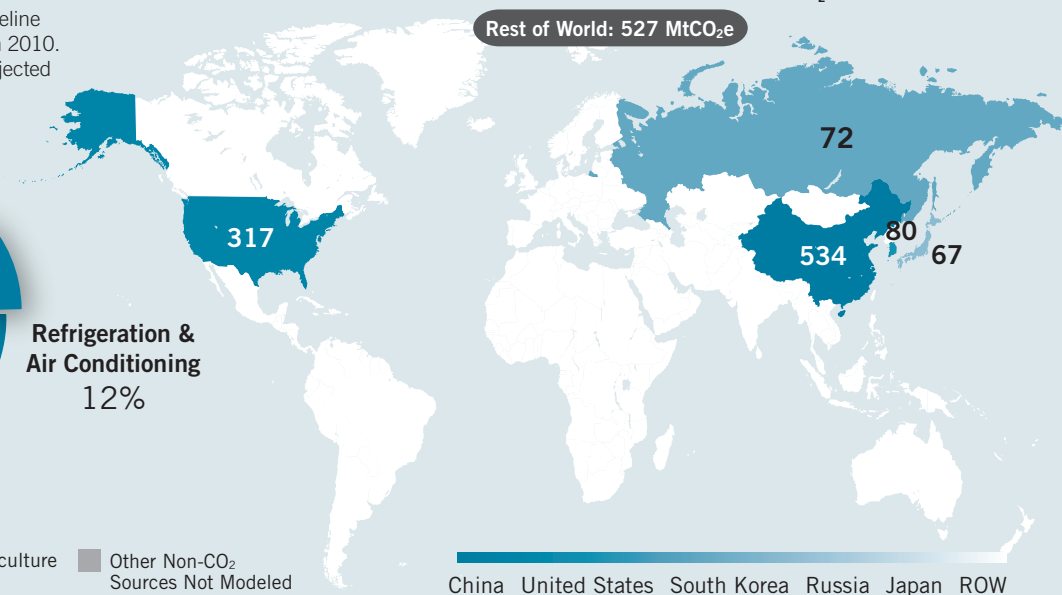 2010.
Rest of World: 527 MtCO₂e
72
317
80
534
67
Refrigeration &
Air Conditioning
12%
Other Non-CO₂
Sources Not Modeled
China United States South Korea Russia Japan ROW